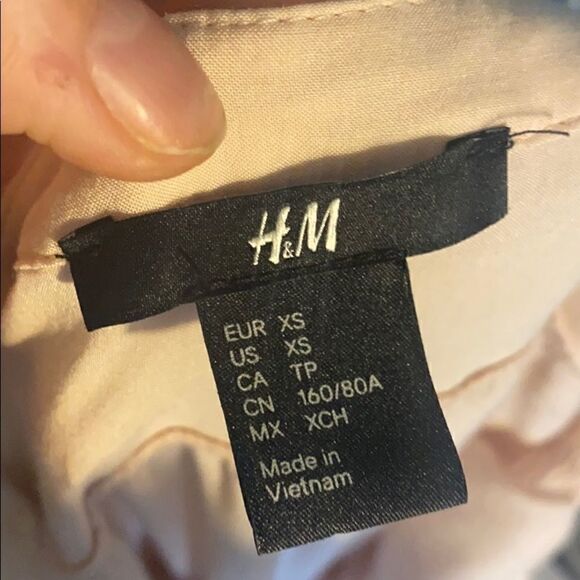 H&M
EUR XS
US XS
CA TP
CN 160/80A
MX XCH
Made in
Vietnam